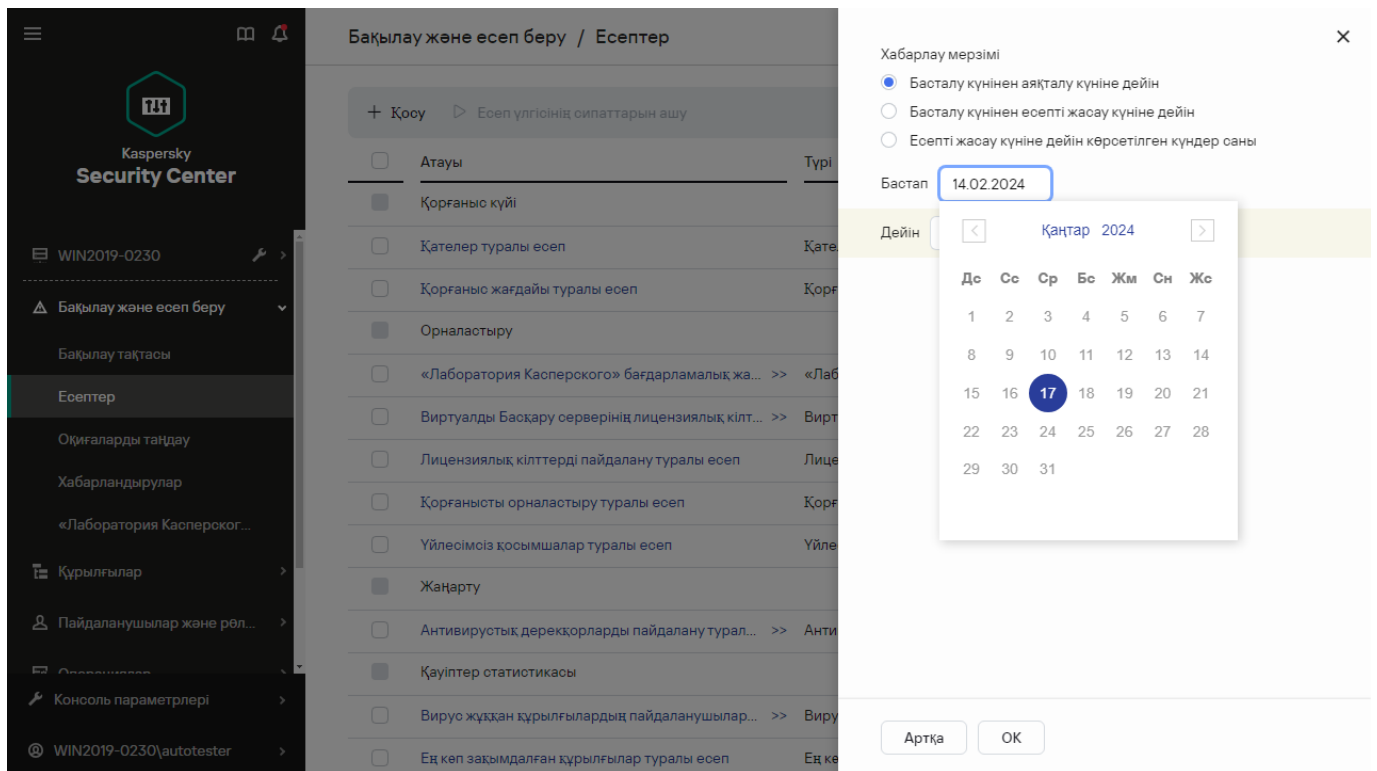 Бақылау және есеп беру / Есептер
Kaspersky
Security Center
WIN2019-0230
Бақылау және есеп беру
Бақылау тақтасы
Есептер
Оқиғаларды таңдау
Хабарландырулар
«Лаборатория Касперског...
Құрылғылар
Пайдаланушылар және рөл...
Консоль параметрлері
WIN2019-0230\autotester
+ Қосу Есеп үлгісінің сипаттарын ашу
Атауы Түрі
Қорғаныс күйі
Қателер туралы есеп Қате
Қорғаныс жағдайы туралы есеп Қорғ
Орналастыру
«Лаборатория Касперского» бағдарламалық жа... >> «Лаб
Виртуалды Басқару серверінің лицензиялық кілт... >> Вирт
Лицензиялық кілттерді пайдалану туралы есеп Лице
Қорғанысты орналастыру туралы есеп Қорғ
Үйлесімсіз қосымшалар туралы есеп Үйле
Жаңарту
Антивирустық дерекқорларды пайдалану турал... >> Анти
Қауіптер статистикасы
Вирус жұққан құрылғылардың пайдаланушылар... >> Виру
Ең көп зақымдалған құрылғылар туралы есеп Ең кө
Хабарлау мерзімі
Басталу күнінен аяқталу күніне дейін
Басталу күнінен есепті жасау күніне дейін
Есепті жасау күніне дейін көрсетілген күндер саны
Бастап 14.02.2024
Дейін
< Қаңтар 2024 >
Дс Сс Ср Бс Жм Сн Жс
1 2 3 4 5 6 7
8 9 10 11 12 13 14
15 16 17 18 19 20 21
22 23 24 25 26 27 28
29 30 31
Артқа OK